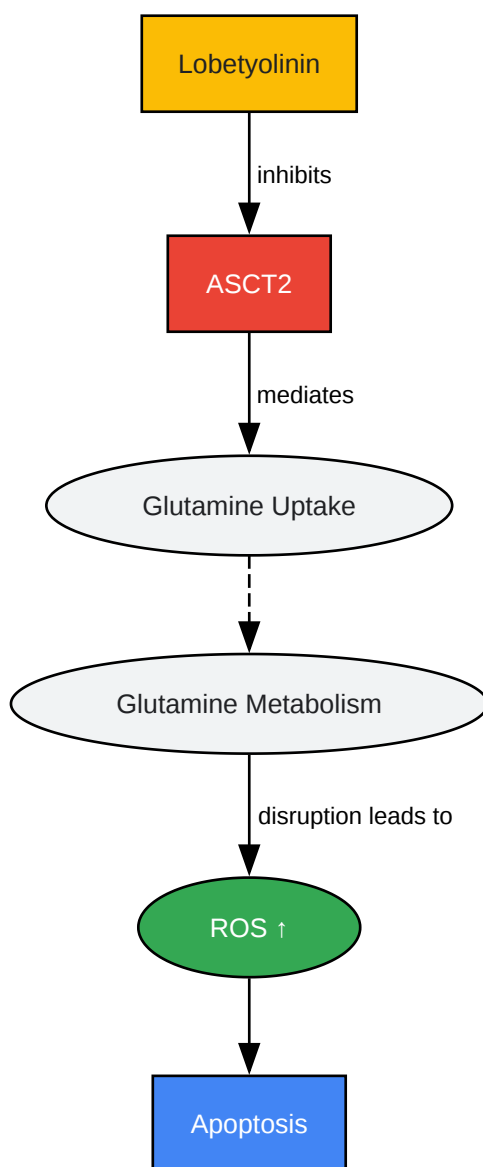 Lobetyolinin
inhibits
ASCT2
mediates
Glutamine Uptake
Glutamine Metabolism
disruption leads to
ROS ↑
Apoptosis